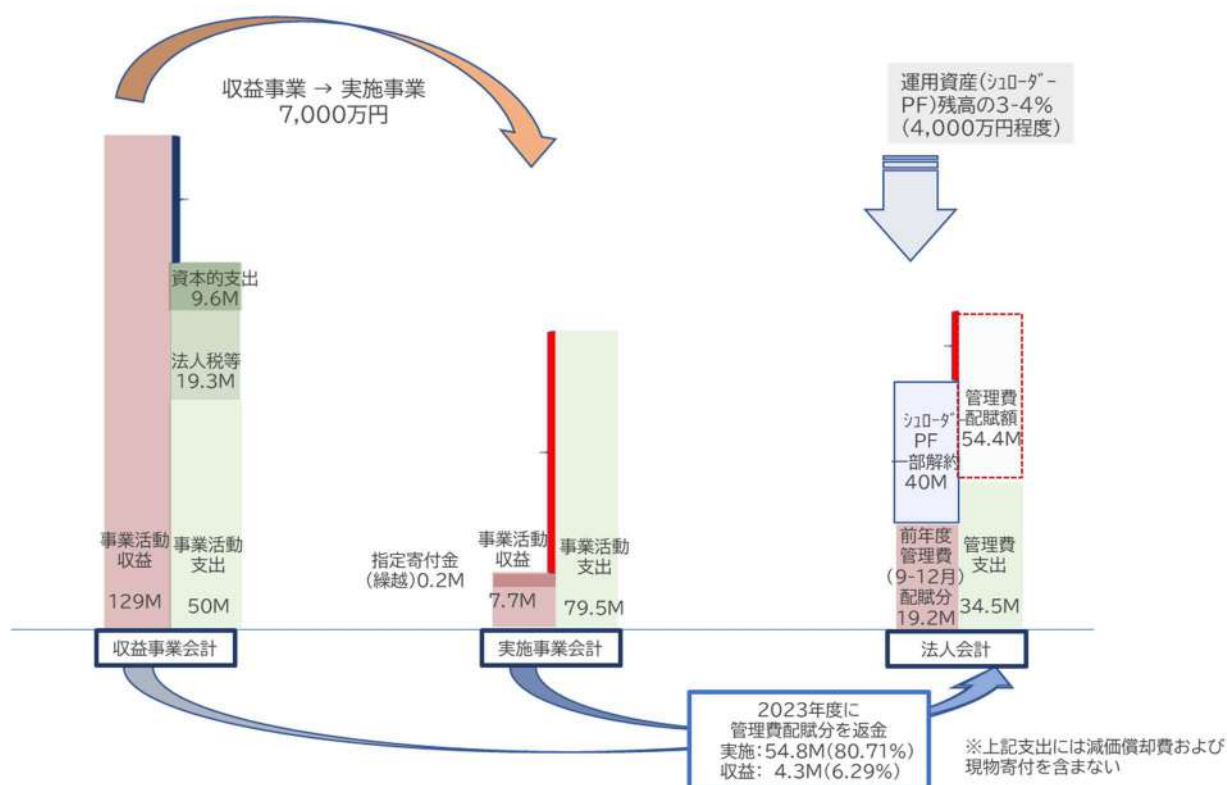 収益事業 → 実施事業
7,000万円
運用資産(ｼｭﾛｰﾀﾞｰ
PF)残高の3-4%
(4,000万円程度)
資本的支出
9.6M
法人税等
19.3M
事業活動
収益
129M
事業活動
支出
50M
指定寄付金
(繰越)0.2M
事業活動
収益
7.7M
事業活動
支出
79.5M
ｼｭﾛｰﾀﾞｰ
PF
一部解約
40M
管理費
配賦額
54.4M
前年度
管理費
(9-12月)
配賦分
19.2M
管理費
支出
34.5M
収益事業会計
実施事業会計
法人会計
2023年度に
管理費配賦分を返金
実施:54.8M(80.71%)
収益: 4.3M(6.29%)
※上記支出には減価償却費および
現物寄付を含まない